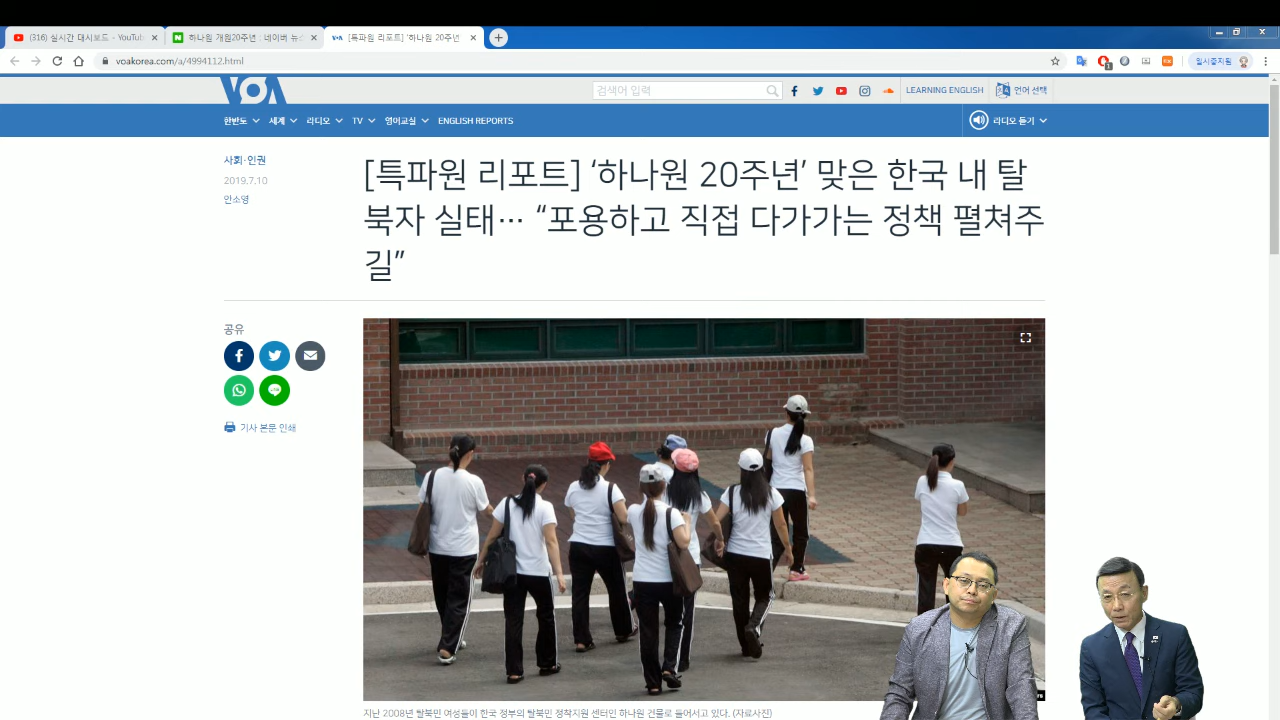 (316) 실시간 대시보드 - YouTub
하나원 개원20주년 : 네이버 뉴스
[특파원 리포트] ‘하나원 20주년
voakorea.com/a/4994112.html
일시중지됨
VOA
검색어 입력
LEARNING ENGLISH
언어 선택
한반도 세계 라디오 TV 영어교실 ENGLISH REPORTS
라디오 듣기
사회·인권
2019.7.10
안소영
[특파원 리포트] ‘하나원 20주년’ 맞은 한국 내 탈
북자 실태… “포용하고 직접 다가가는 정책 펼쳐주
길”
공유
기사 본문 인쇄
지난 2008년 탈북민 여성들이 한국 정부의 탈북민 정착지원 센터인 하나원 건물로 들어서고 있다. (자료사진)